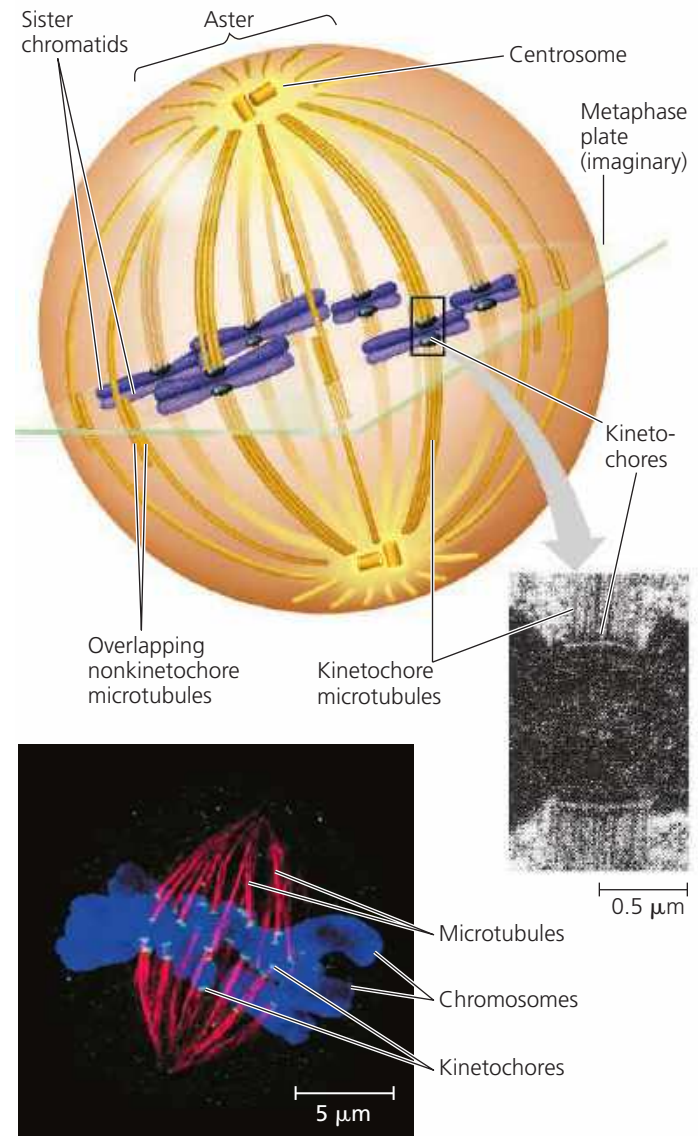 Sister
chromatids
Aster
Centrosome
Metaphase
plate
(imaginary)
Kineto-
chores
Overlapping
nonkinetochore
microtubules
Kinetochore
microtubules
0.5 μm
Microtubules
Chromosomes
Kinetochores
5 μm